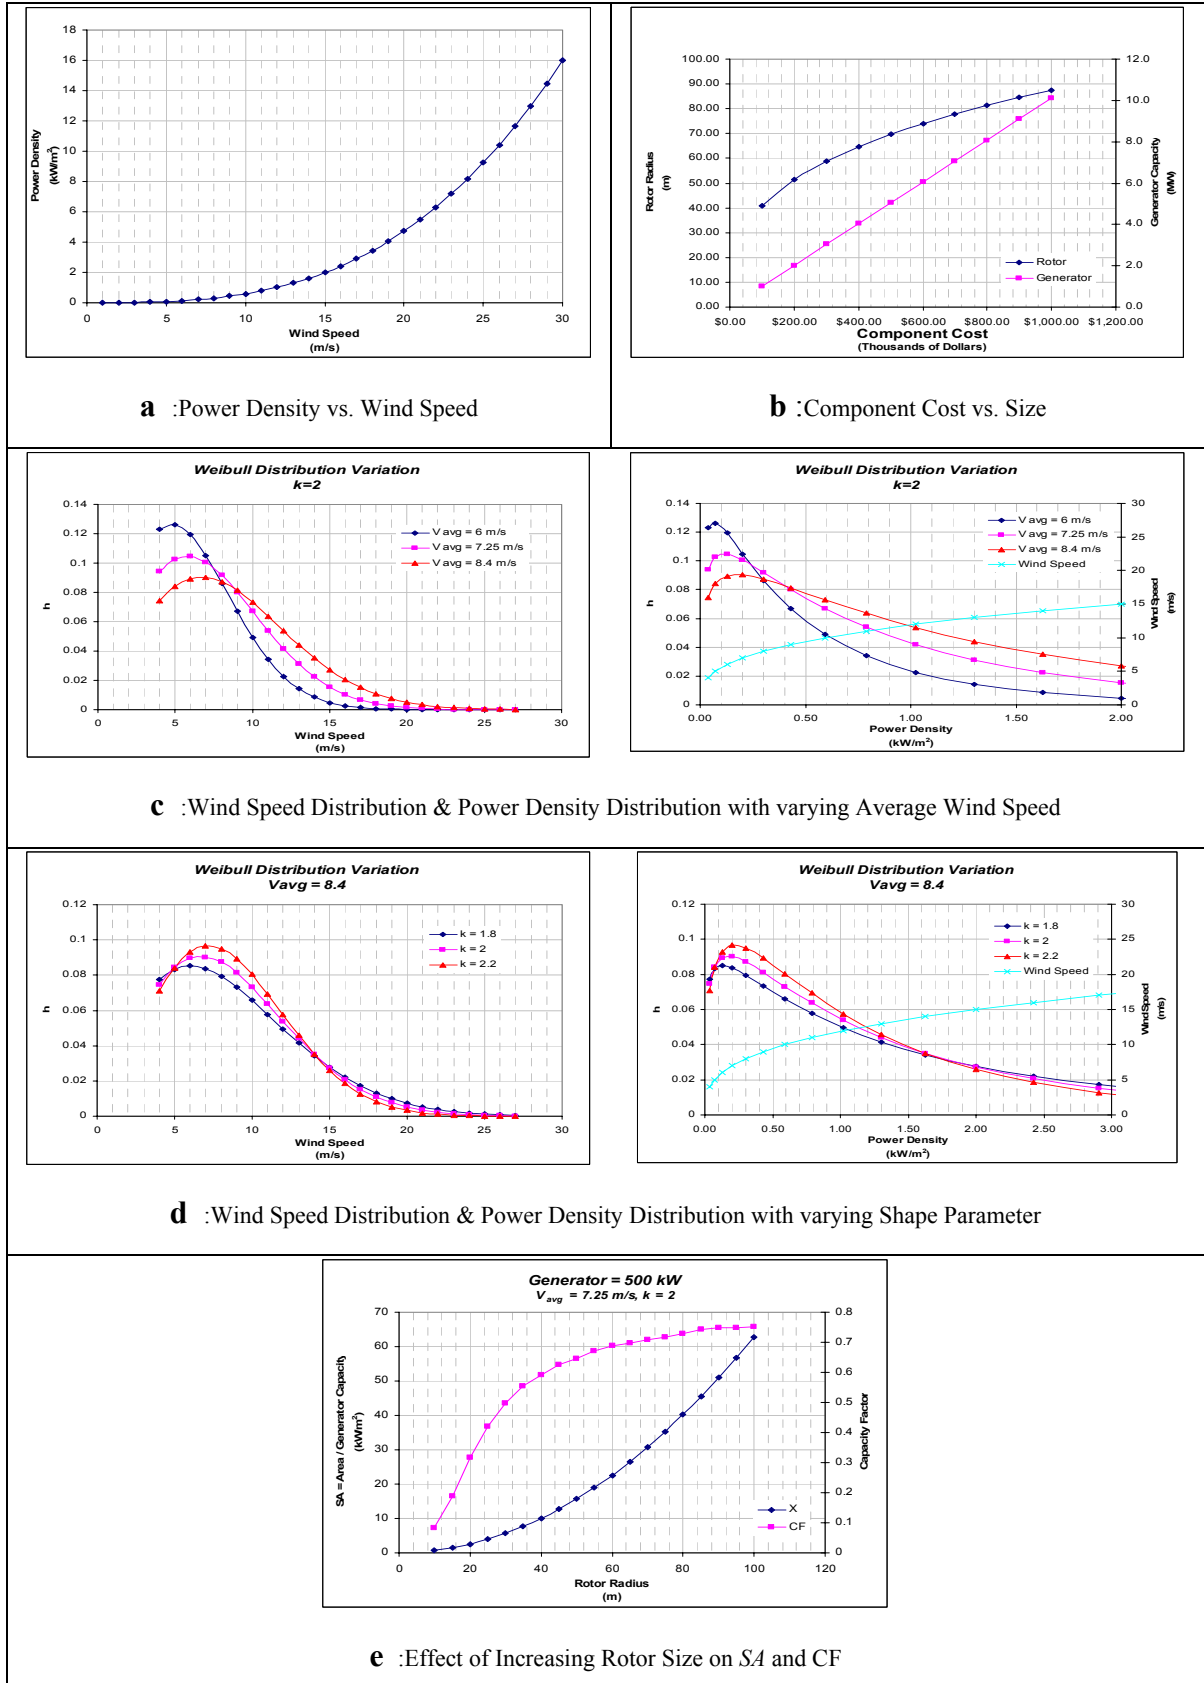 18
16
14
12
10
8
6
4
2
0
Power Density
(kW/m²)
0 5 10 15 20 25 30
Wind Speed
(m/s)
a :Power Density vs. Wind Speed
100.00
90.00
80.00
70.00
60.00
50.00
40.00
30.00
20.00
10.00
0.00
Rotor Radius
(m)
12.0
10.0
8.0
6.0
4.0
2.0
0.0
Generator Capacity
(MW)
Rotor
Generator
$0.00 $200.00 $400.00 $600.00 $800.00 $1,000.00 $1,200.00
Component Cost
(Thousands of Dollars)
b :Component Cost vs. Size
Weibull Distribution Variation
k=2
0.14
0.12
0.1
0.08
0.06
0.04
0.02
0
h
V avg = 6 m/s
V avg = 7.25 m/s
V avg = 8.4 m/s
0 5 10 15 20 25 30
Wind Speed
(m/s)
Weibull Distribution Variation
k=2
0.14
0.12
0.1
0.08
0.06
0.04
0.02
0
h
V avg = 6 m/s
V avg = 7.25 m/s
V avg = 8.4 m/s
Wind Speed
30
25
20
15
10
5
0
Wind Speed
(m/s)
0.00 0.50 1.00 1.50 2.00
Power Density
(kW/m²)
c :Wind Speed Distribution & Power Density Distribution with varying Average Wind Speed
Weibull Distribution Variation
Vavg = 8.4
0.12
0.1
0.08
0.06
0.04
0.02
0
h
k = 1.8
k = 2
k = 2.2
0 5 10 15 20 25 30
Wind Speed
(m/s)
Weibull Distribution Variation
Vavg = 8.4
0.12
0.1
0.08
0.06
0.04
0.02
0
h
k = 1.8
k = 2
k = 2.2
Wind Speed
30
25
20
15
10
5
0
Wind Speed
(m/s)
0.00 0.50 1.00 1.50 2.00 2.50 3.00
Power Density
(kW/m²)
d :Wind Speed Distribution & Power Density Distribution with varying Shape Parameter
Generator = 500 kW
Vavg = 7.25 m/s, k = 2
70
60
50
40
30
20
10
0
SA = Area / Generator Capacity
(kW/m²)
0.8
0.7
0.6
0.5
0.4
0.3
0.2
0.1
0
Capacity Factor
X
CF
0 20 40 60 80 100 120
Rotor Radius
(m)
e :Effect of Increasing Rotor Size on SA and CF